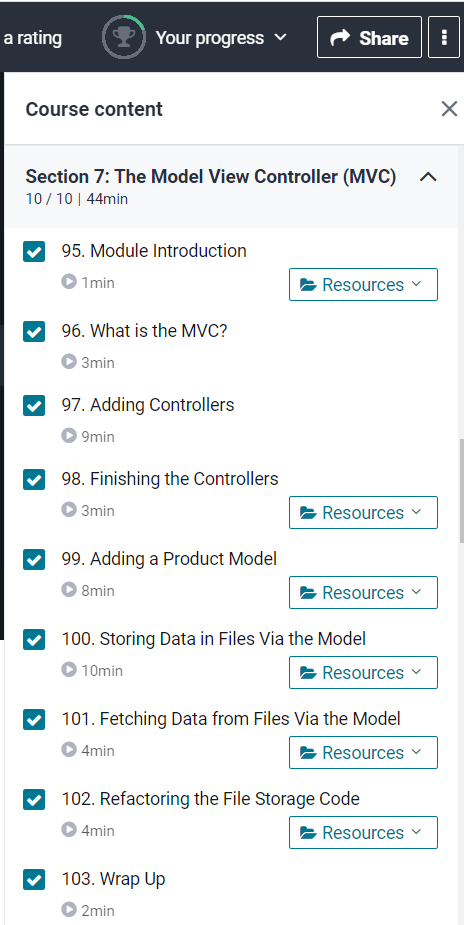 a rating Your progress Share
Course content
Section 7: The Model View Controller (MVC)
10 / 10 | 44min
95. Module Introduction
1min
Resources
96. What is the MVC?
3min
97. Adding Controllers
9min
98. Finishing the Controllers
3min
Resources
99. Adding a Product Model
8min
Resources
100. Storing Data in Files Via the Model
10min
Resources
101. Fetching Data from Files Via the Model
4min
Resources
102. Refactoring the File Storage Code
4min
Resources
103. Wrap Up
2min